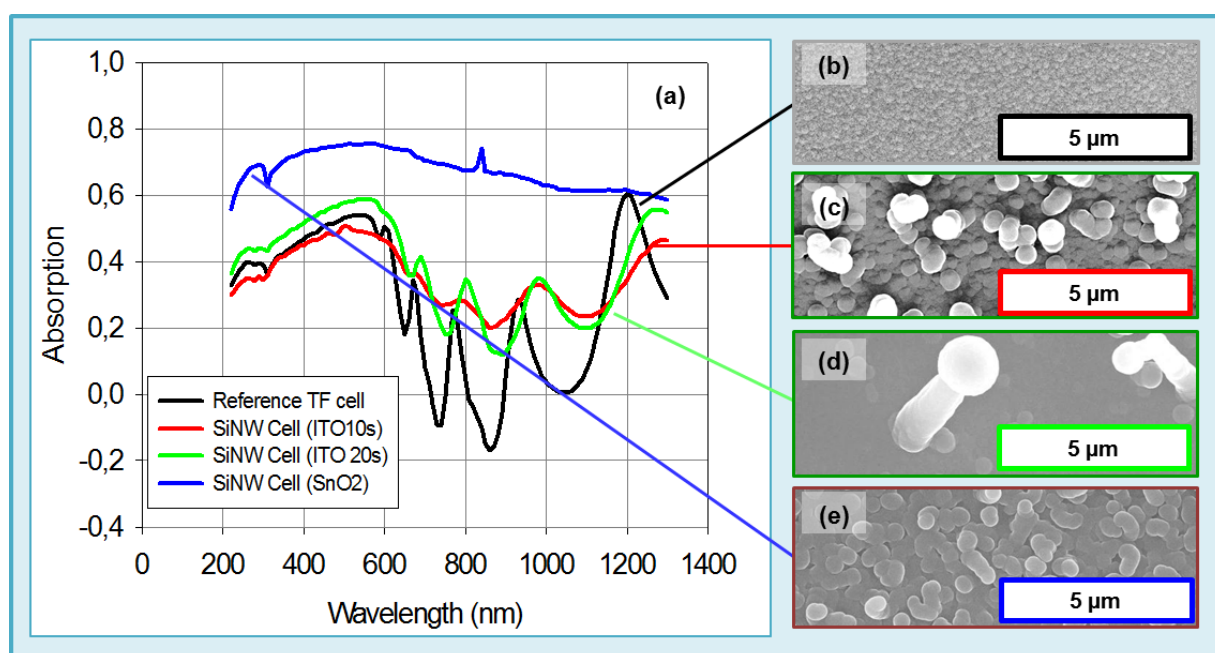 (a)
Absorption
1,0
0,8
0,6
0,4
0,2
0,0
-0,2
-0,4
0 200 400 600 800 1000 1200 1400
Wavelength (nm)
Reference TF cell
SiNW Cell (ITO10s)
SiNW Cell (ITO 20s)
SiNW Cell (SnO2)
(b)
5 µm
(c)
5 µm
(d)
5 µm
(e)
5 µm